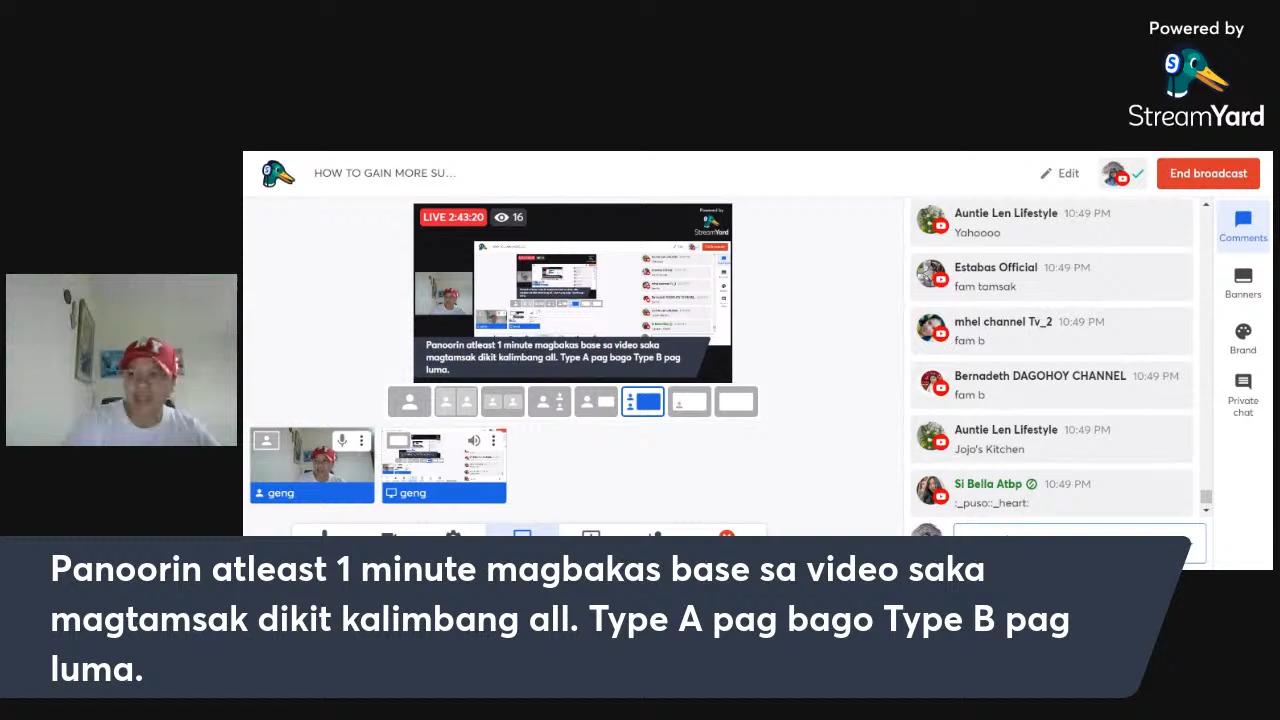 Powered by
StreamYard
HOW TO GAIN MORE SU...
Edit
End broadcast
LIVE 2:43:20
16
Powered by
StreamYard
Panoorin atleast 1 minute magbakas base sa video saka
magtamsak dikit kalimbang all. Type A pag bago Type B pag
luma.
geng
geng
Auntie Len Lifestyle 10:49 PM
Yahoooo
Estabas Official 10:49 PM
fam tamsak
mhel channel Tv_2 10:49 PM
fam b
Bernadeth DAGOHOY CHANNEL 10:49 PM
fam b
Auntie Len Lifestyle 10:49 PM
Jojo's Kitchen
Si Bella Atbp 10:49 PM
:_puso::_heart:
Comments
Banners
Brand
Private
chat
Panoorin atleast 1 minute magbakas base sa video saka
magtamsak dikit kalimbang all. Type A pag bago Type B pag
luma.